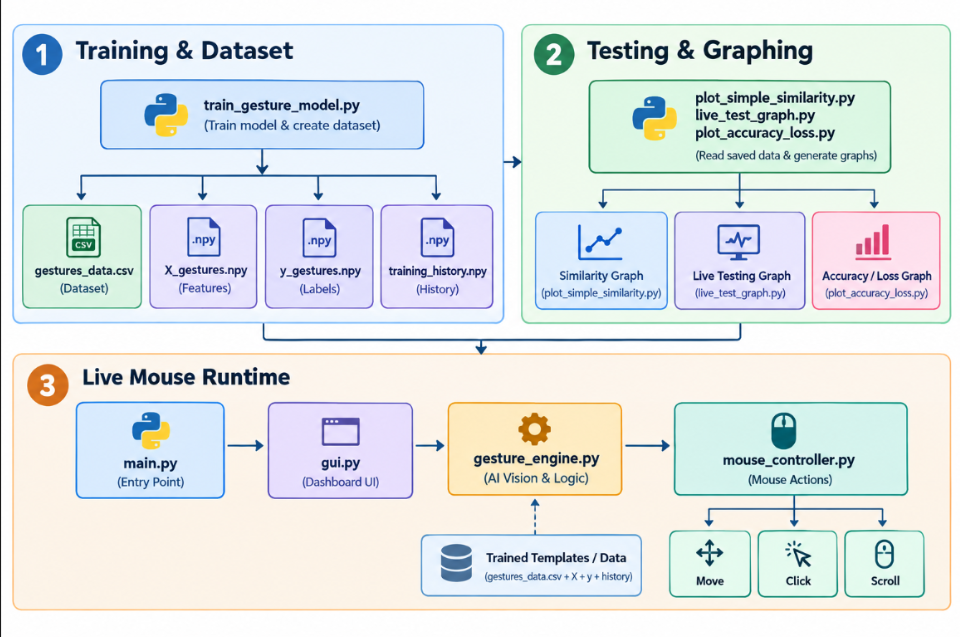 1 Training & Dataset
train_gesture_model.py
(Train model & create dataset)
CSV
gestures_data.csv
(Dataset)
.npy
X_gestures.npy
(Features)
.npy
y_gestures.npy
(Labels)
.npy
training_history.npy
(History)
2 Testing & Graphing
plot_simple_similarity.py
live_test_graph.py
plot_accuracy_loss.py
(Read saved data & generate graphs)
Similarity Graph
(plot_simple_similarity.py)
Live Testing Graph
(live_test_graph.py)
Accuracy / Loss Graph
(plot_accuracy_loss.py)
3 Live Mouse Runtime
main.py
(Entry Point)
gui.py
(Dashboard UI)
gesture_engine.py
(AI Vision & Logic)
mouse_controller.py
(Mouse Actions)
Trained Templates / Data
(gestures_data.csv + X + y + history)
Move
Click
Scroll